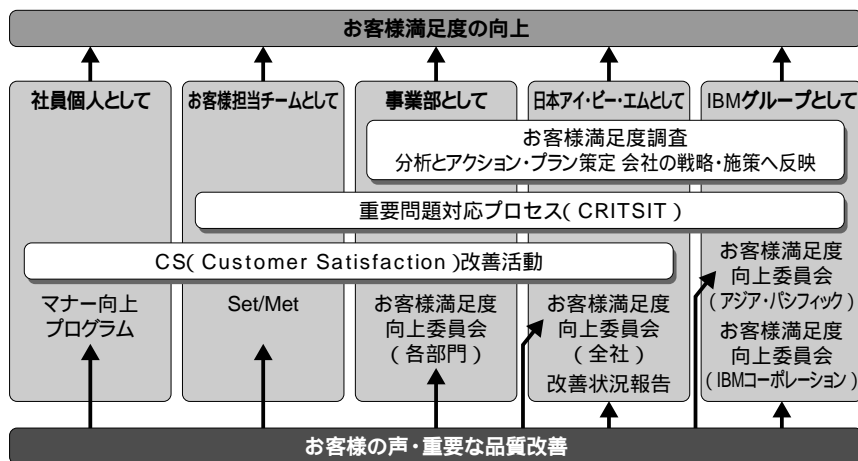 お客様満足度の向上
社員個人として
お客様担当チームとして
事業部として
日本アイ・ビー・エムとして
IBMグループとして
お客様満足度調査
分析とアクション・プラン策定 会社の戦略・施策へ反映
重要問題対応プロセス(CRITSIT)
CS(Customer Satisfaction)改善活動
マナー向上
プログラム
Set/Met
お客様満足度
向上委員会
(各部門)
お客様満足度
向上委員会
(全社)
改善状況報告
お客様満足度
向上委員会
(アジア・パシフィック)
お客様満足度
向上委員会
(IBMコーポレーション)
お客様の声・重要な品質改善